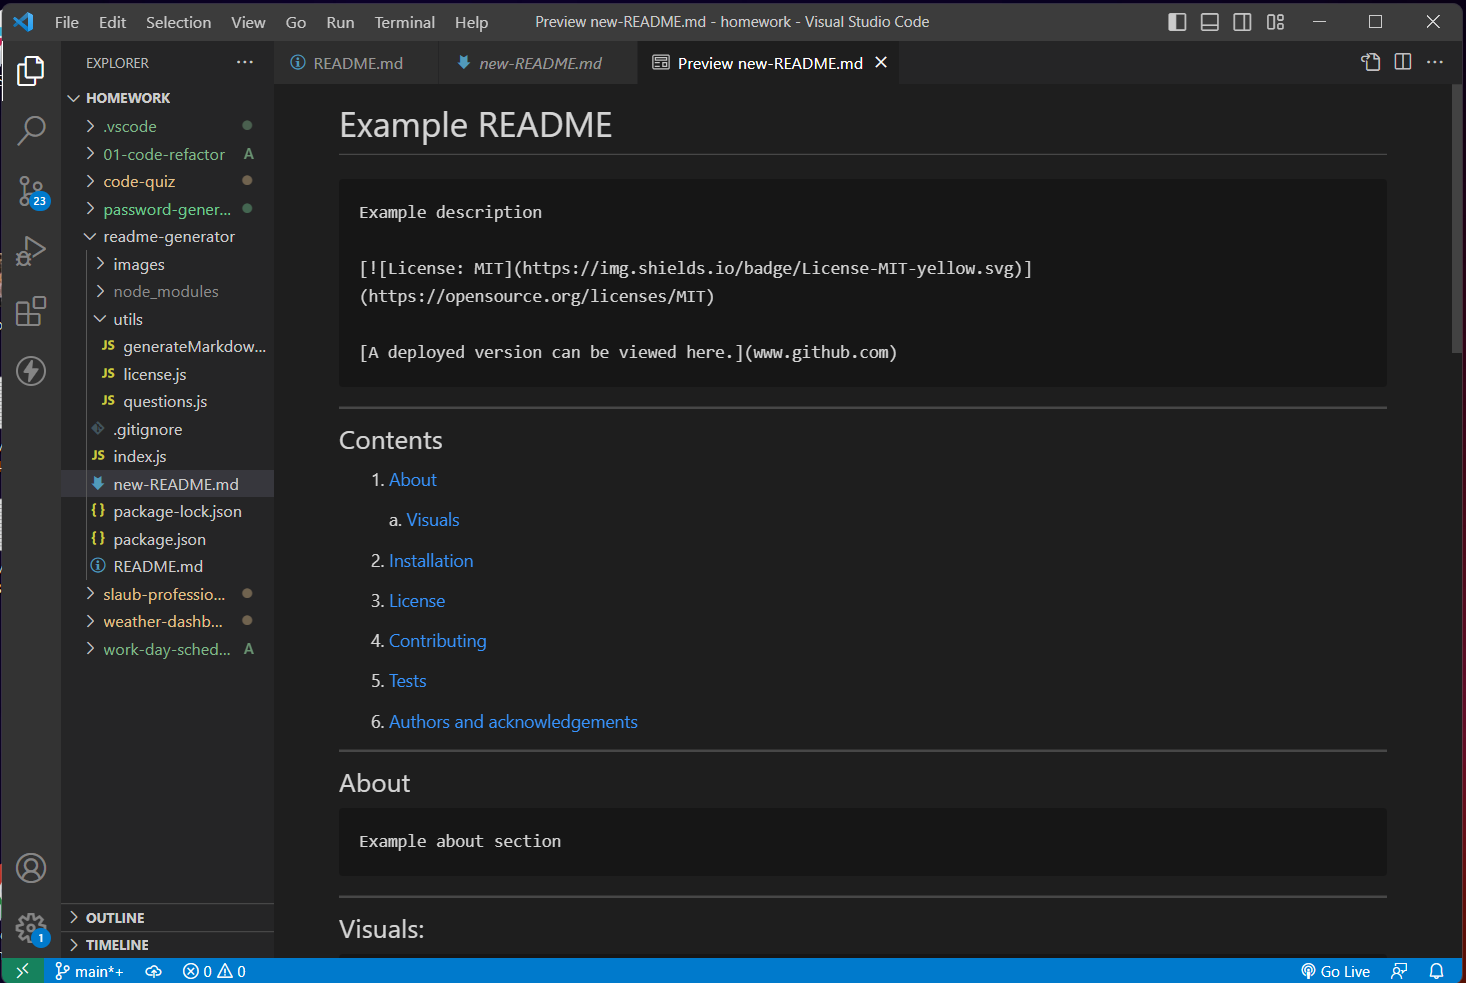 File Edit Selection View Go Run Terminal Help Preview new-README.md - homework - Visual Studio Code
EXPLORER
README.md new-README.md Preview new-README.md
HOMEWORK
.vscode
01-code-refactor A
code-quiz
password-gener...
readme-generator
images
node_modules
utils
JS generateMarkdow...
JS license.js
JS questions.js
.gitignore
JS index.js
new-README.md
{} package-lock.json
{} package.json
README.md
slaub-professio...
weather-dashb...
work-day-sched... A
OUTLINE
TIMELINE
23
1
Example README
Example description
[![License: MIT](https://img.shields.io/badge/License-MIT-yellow.svg)]
(https://opensource.org/licenses/MIT)
[A deployed version can be viewed here.](www.github.com)
Contents
1. About
a. Visuals
2. Installation
3. License
4. Contributing
5. Tests
6. Authors and acknowledgements
About
Example about section
Visuals:
main*+ 0 0 Go Live